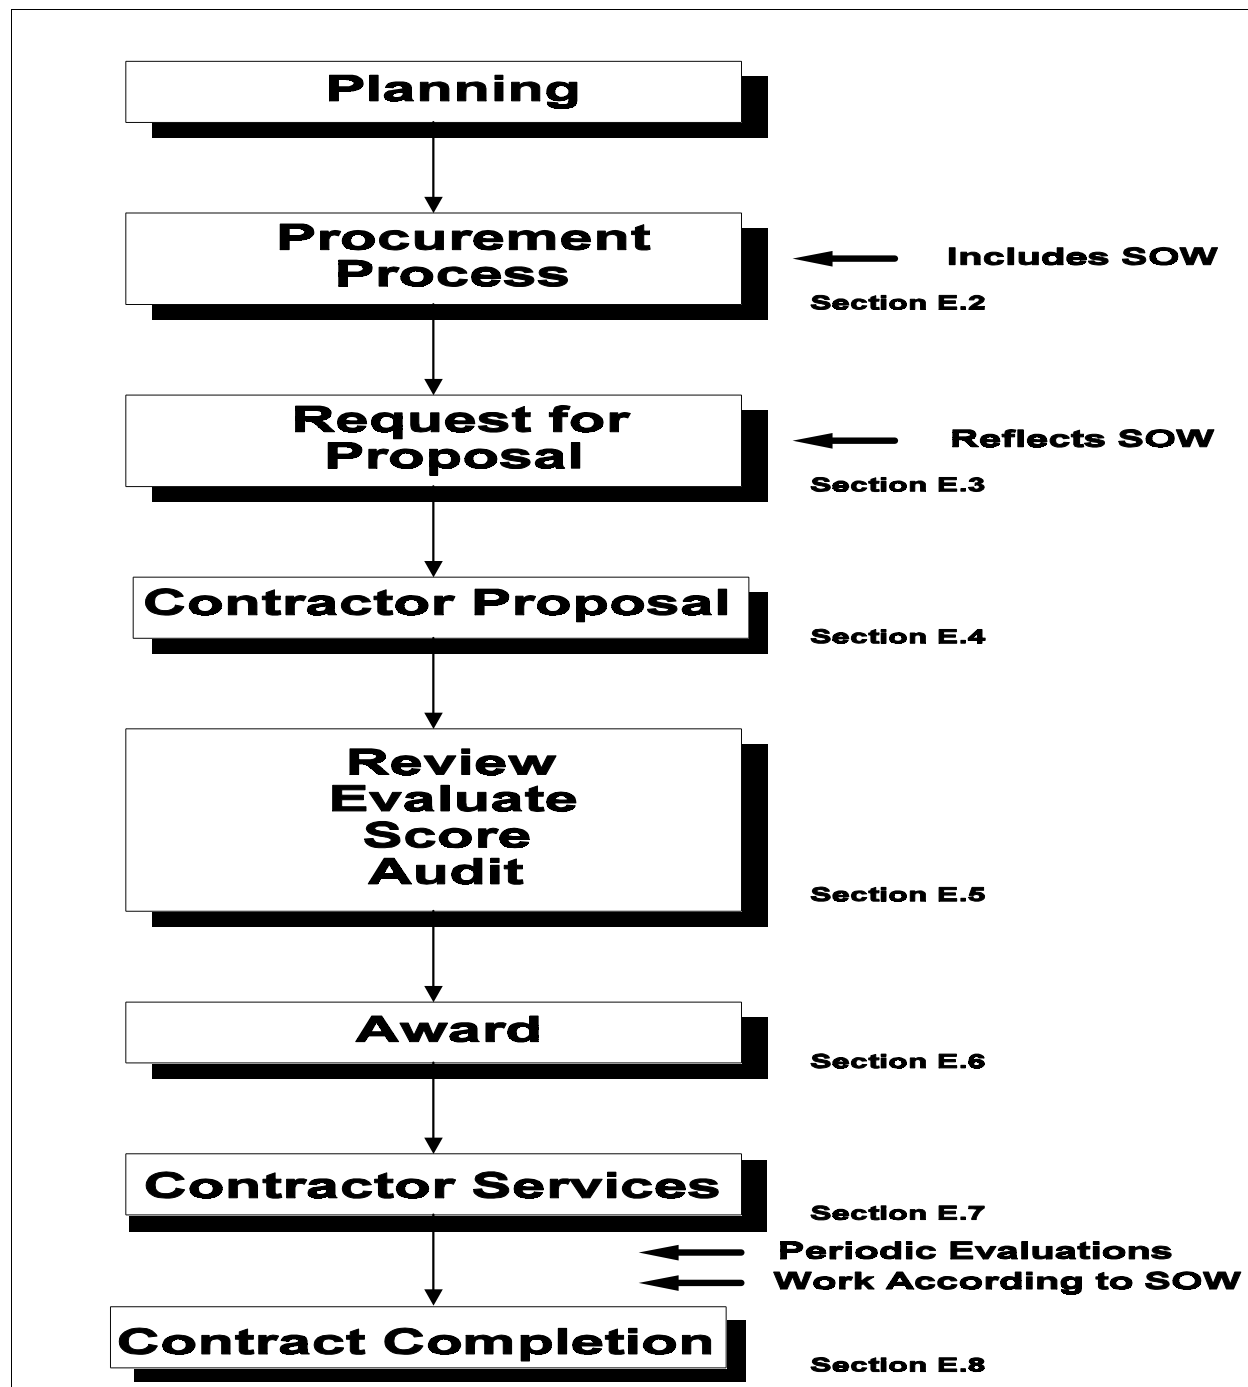 Planning
Procurement
Process
Includes SOW
Section E.2
Request for
Proposal
Reflects SOW
Section E.3
Contractor Proposal
Section E.4
Review
Evaluate
Score
Audit
Section E.5
Award
Section E.6
Contractor Services
Section E.7
Periodic Evaluations
Work According to SOW
Contract Completion
Section E.8